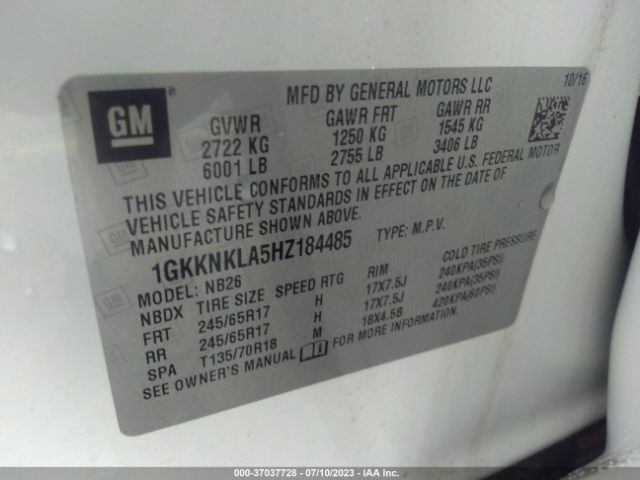 GM ®
MFD BY GENERAL MOTORS LLC
10/16
GVWR GAWR FRT GAWR RR
2722 KG 1250 KG 1545 KG
6001 LB 2755 LB 3406 LB
THIS VEHICLE CONFORMS TO ALL APPLICABLE U.S. FEDERAL MOTOR
VEHICLE SAFETY STANDARDS IN EFFECT ON THE DATE OF
MANUFACTURE SHOWN ABOVE.
1GKKNKLA5HZ184485 TYPE: M.P.V.
MODEL: NB26
NBDX TIRE SIZE SPEED RTG RIM COLD TIRE PRESSURE
FRT 245/65R17 H 17X7.5J 240KPA(35PSI)
RR 245/65R17 H 17X7.5J 240KPA(35PSI)
SPA T135/70R18 M 18X4.5B 420KPA(60PSI)
SEE OWNER'S MANUAL FOR MORE INFORMATION.
000-37037728 - 07/10/2023 - IAA Inc.